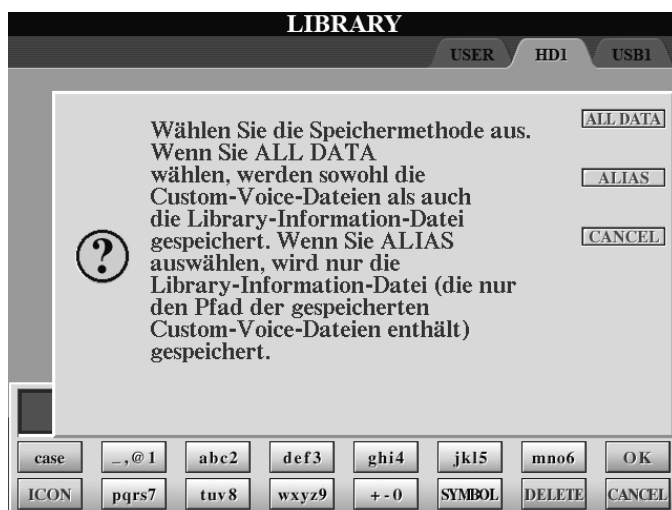 LIBRARY
USER HD1 USB1
Wählen Sie die Speichermethode aus.
Wenn Sie ALL DATA
wählen, werden sowohl die
Custom-Voice-Dateien als auch
die Library-Information-Datei
gespeichert. Wenn Sie ALIAS
auswählen, wird nur die
Library-Information-Datei (die nur
den Pfad der gespeicherten
Custom-Voice-Dateien enthält)
gespeichert.
ALL DATA
ALIAS
CANCEL
?
case _,@1 abc2 def3 ghi4 jkl5 mno6 OK
ICON pqrs7 tuv8 wxyz9 +-0 SYMBOL DELETE CANCEL